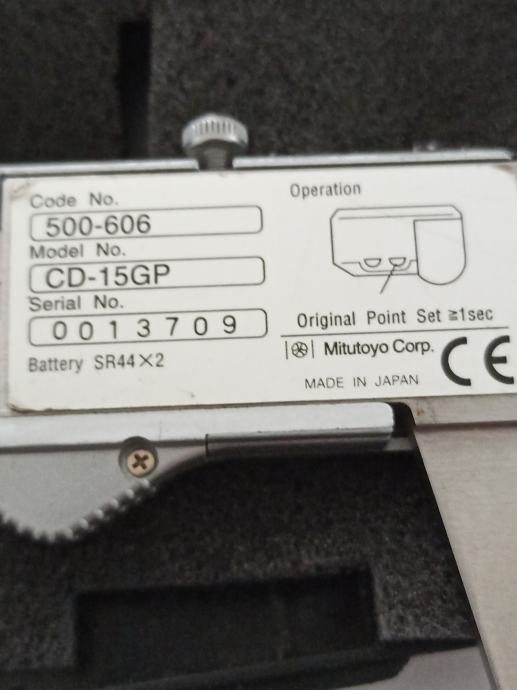 Code No.
500-606
Model No.
CD-15GP
Serial No.
0013709
Battery SR44×2
Operation
Original Point Set ≧1sec
Mitutoyo Corp.
MADE IN JAPAN
CE